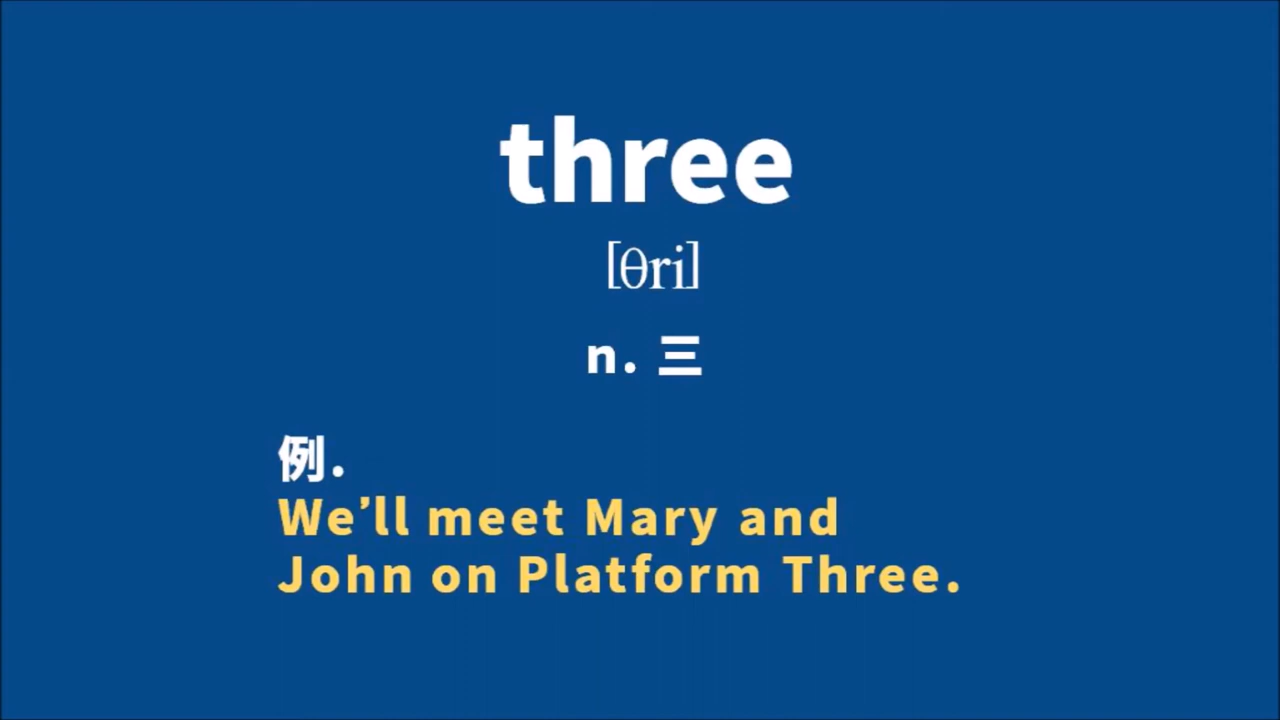 three
[θri]
n. 三
例.
We’ll meet Mary and
John on Platform Three.